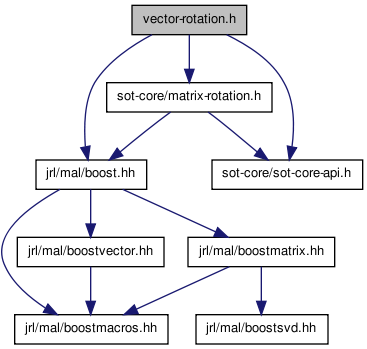 vector-rotation.h
sot-core/matrix-rotation.h
jrl/mal/boost.hh
sot-core/sot-core-api.h
jrl/mal/boostvector.hh
jrl/mal/boostmatrix.hh
jrl/mal/boostmacros.hh
jrl/mal/boostsvd.hh